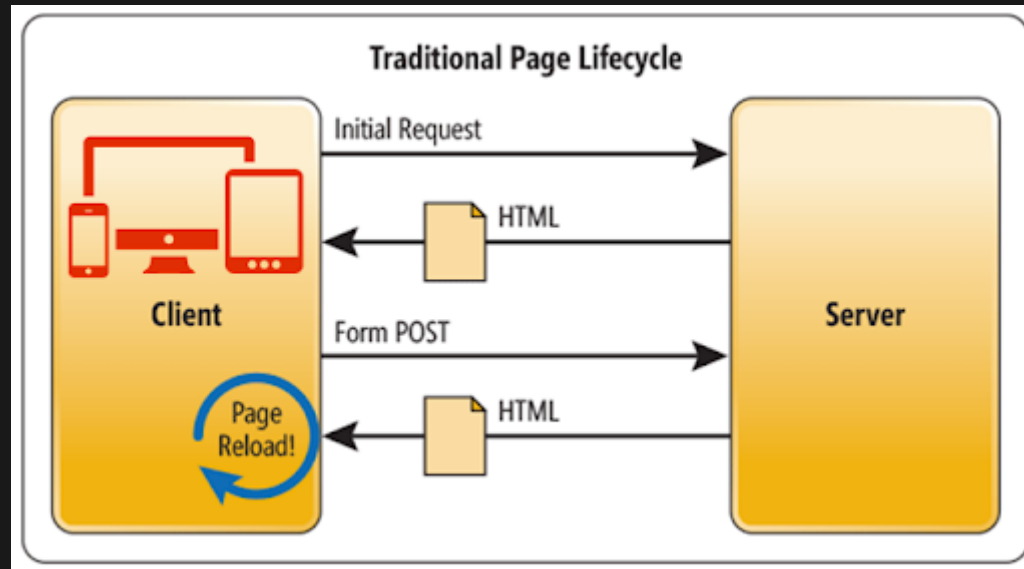 Traditional Page Lifecycle
Initial Request
HTML
Client
Server
Form POST
HTML
Page
Reload!